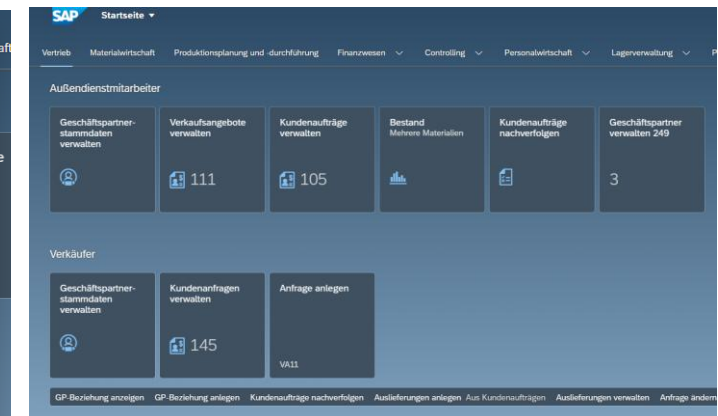 SAP Startseite
Vertrieb Materialwirtschaft Produktionsplanung und -durchführung Finanzwesen Controlling Personalwirtschaft Lagerverwaltung
Außendienstmitarbeiter
Geschäftspartner-
stammdaten
verwalten
Verkaufsangebote
verwalten
111
Kundenaufträge
verwalten
105
Bestand
Mehrere Materialien
Kundenaufträge
nachverfolgen
Geschäftspartner
verwalten 249
3
Verkäufer
Geschäftspartner-
stammdaten
verwalten
Kundenanfragen
verwalten
145
Anfrage anlegen
VA11
GP-Beziehung anzeigen GP-Beziehung anlegen Kundenaufträge nachverfolgen Auslieferungen anlegen Aus Kundenaufträgen Auslieferungen verwalten Anfrage ändern